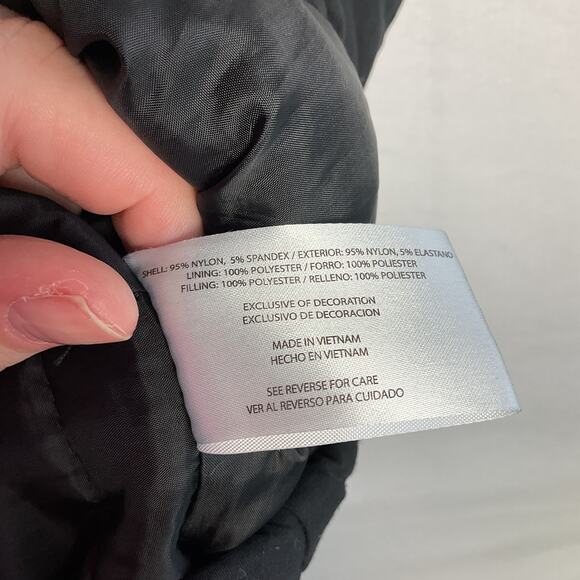 SHELL: 95% NYLON, 5% SPANDEX / EXTERIOR: 95% NYLON, 5% ELASTANO
LINING: 100% POLYESTER / FORRO: 100% POLIESTER
FILLING: 100% POLYESTER / RELLENO: 100% POLIESTER
EXCLUSIVE OF DECORATION
EXCLUSIVO DE DECORACION
MADE IN VIETNAM
HECHO EN VIETNAM
SEE REVERSE FOR CARE
VER AL REVERSO PARA CUIDADO